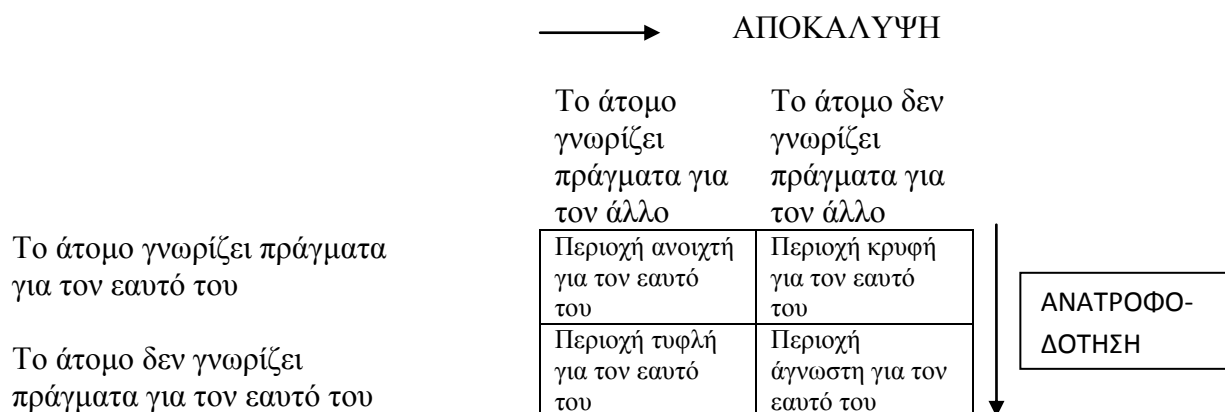 ΑΠΟΚΑΛΥΨΗ
Το άτομο
γνωρίζει
πράγματα για
τον άλλο
Το άτομο δεν
γνωρίζει
πράγματα για
τον άλλο
Το άτομο γνωρίζει πράγματα
για τον εαυτό του
Περιοχή ανοιχτή
για τον εαυτό
του
Περιοχή κρυφή
για τον εαυτό
του
ΑΝΑΤΡΟΦΟ-
ΔΟΤΗΣΗ
Το άτομο δεν γνωρίζει
πράγματα για τον εαυτό του
Περιοχή τυφλή
για τον εαυτό
του
Περιοχή
άγνωστη για τον
εαυτό του